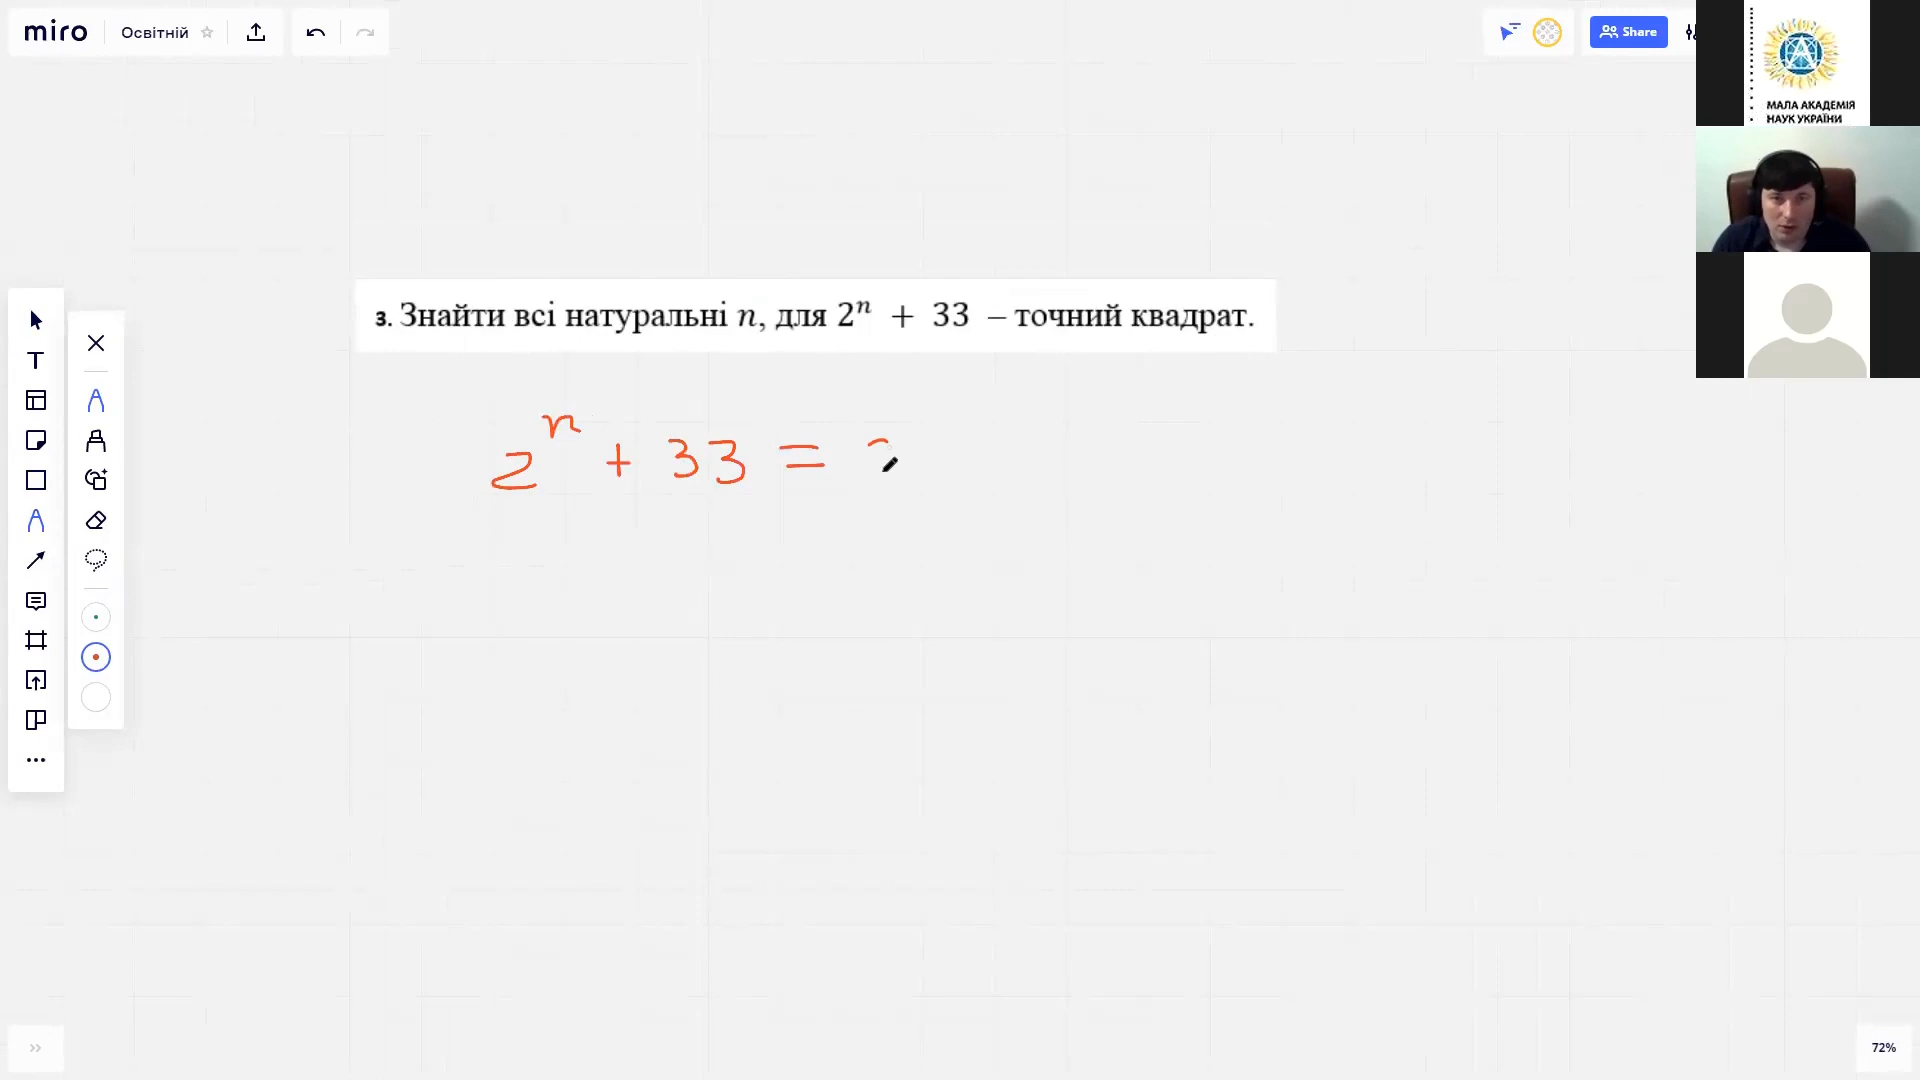 miro
Освітній
Share
МАЛА АКАДЕМІЯ
НАУК УКРАЇНИ
3. Знайти всі натуральні n, для 2ⁿ + 33 – точний квадрат.
2ⁿ + 33 =
72%